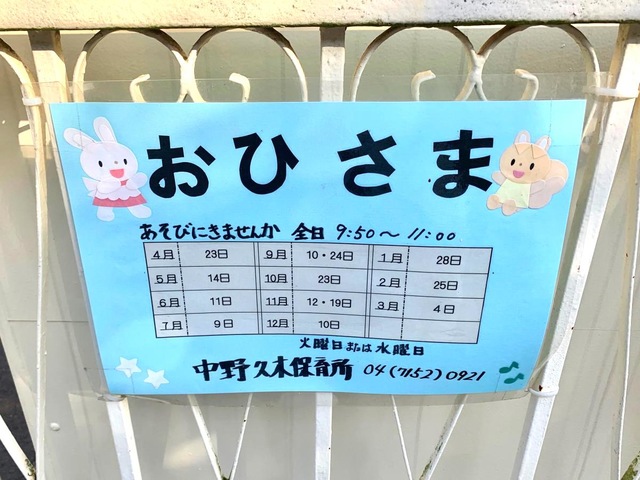 おひさま
あそびにきませんか 全日 9:50～11:00
4月 23日 9月 10・24日 1月 28日
5月 14日 10月 23日 2月 25日
6月 11日 11月 12・19日 3月 4日
7月 9日 12月 10日
火曜日または水曜日
中野久木保育所 04(7152)0921